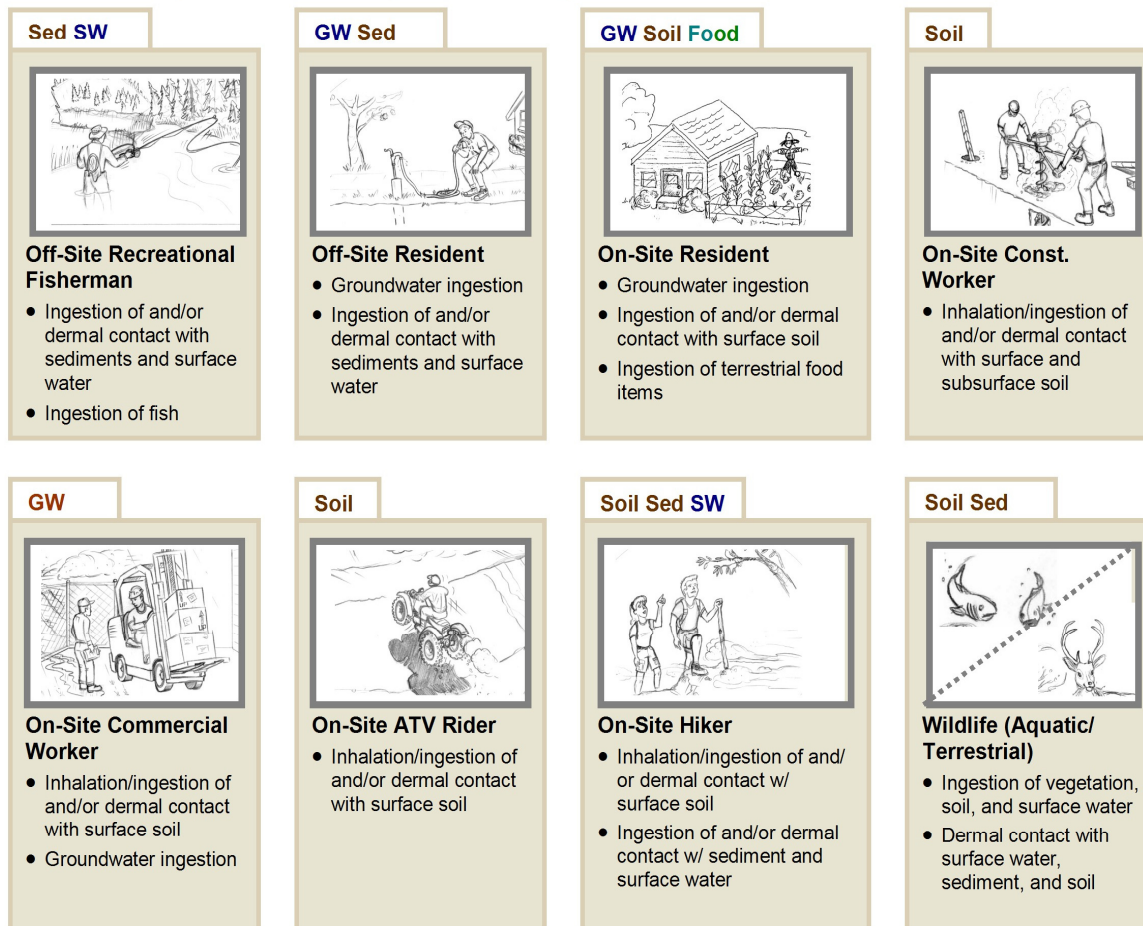 Sed SW
Off-Site Recreational
Fisherman
• Ingestion of and/or
dermal contact with
sediments and surface
water
• Ingestion of fish
GW Sed
Off-Site Resident
• Groundwater ingestion
• Ingestion of and/or
dermal contact with
sediments and surface
water
GW Soil Food
On-Site Resident
• Groundwater ingestion
• Ingestion of and/or dermal
contact with surface soil
• Ingestion of terrestrial food
items
Soil
On-Site Const.
Worker
• Inhalation/ingestion of
and/or dermal contact
with surface and
subsurface soil
GW
UP
UP
On-Site Commercial
Worker
• Inhalation/ingestion of
and/or dermal contact
with surface soil
• Groundwater ingestion
Soil
On-Site ATV Rider
• Inhalation/ingestion of
and/or dermal contact
with surface soil
Soil Sed SW
On-Site Hiker
• Inhalation/ingestion of and/
or dermal contact w/
surface soil
• Ingestion of and/or dermal
contact w/ sediment and
surface water
Soil Sed
Wildlife (Aquatic/
Terrestrial)
• Ingestion of vegetation,
soil, and surface water
• Dermal contact with
surface water,
sediment, and soil